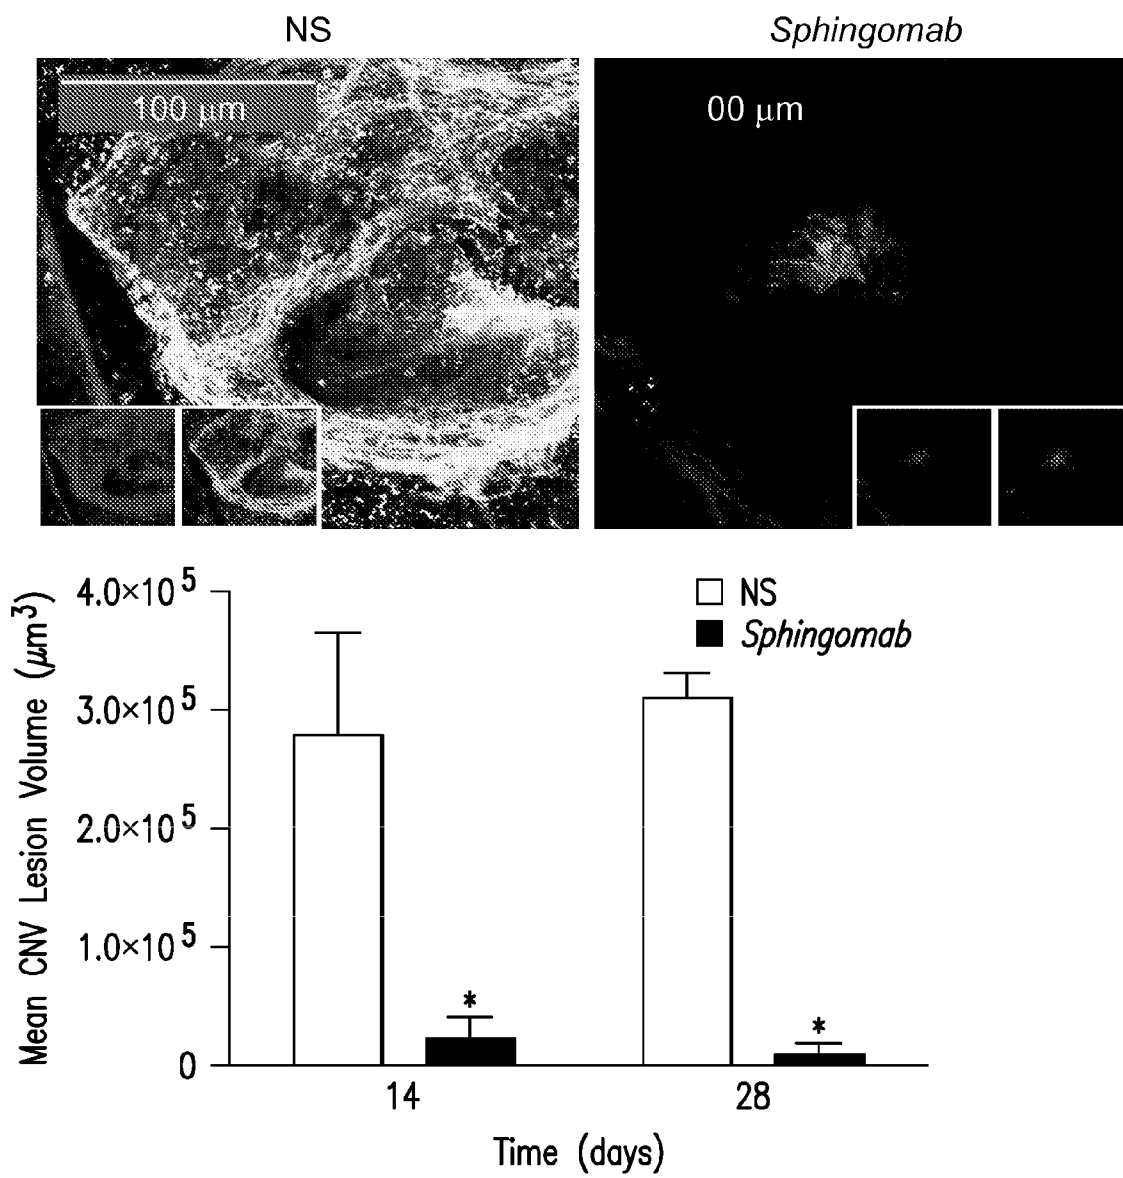 NS
Sphingomab
100 μm
00 μm
Mean CNV Lesion Volume (μm³)
4.0×10⁵
3.0×10⁵
2.0×10⁵
1.0×10⁵
0
NS
Sphingomab
*
*
14
28
Time (days)